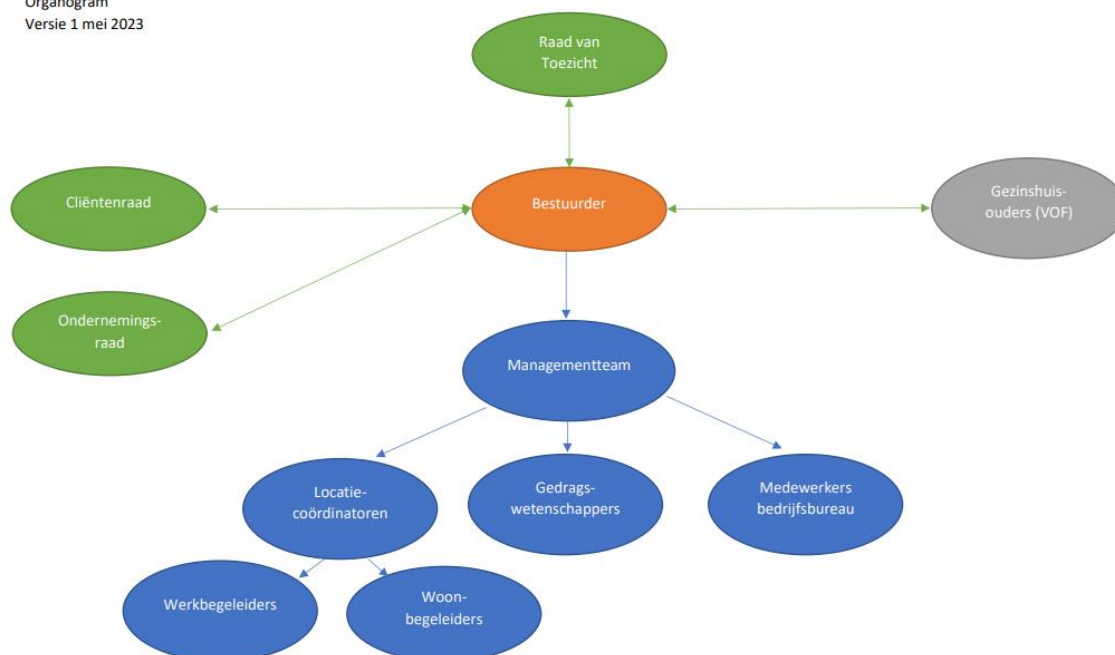 Organogram
Versie 1 mei 2023
Raad van
Toezicht
Cliëntenraad
Bestuurder
Gezinshuis-
ouders (VOF)
Ondernemings-
raad
Managementteam
Locatie-
coördinatoren
Gedrags-
wetenschappers
Medewerkers
bedrijfsbureau
Werkbegeleiders
Woon-
begeleiders